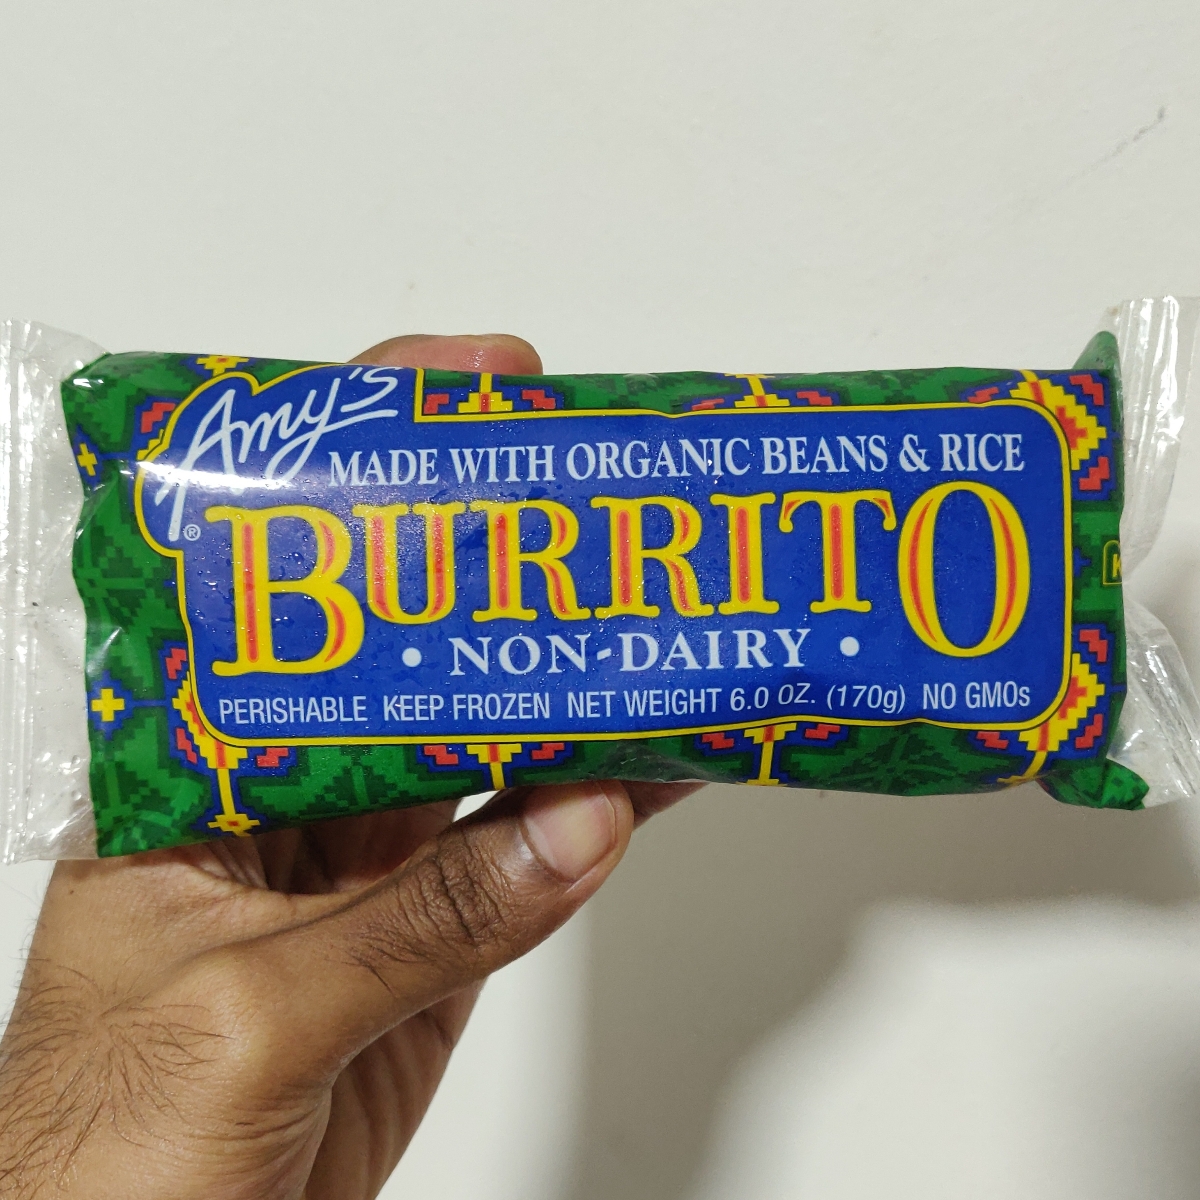 Amy's
®
MADE WITH ORGANIC BEANS & RICE
BURRITO
• NON-DAIRY •
PERISHABLE KEEP FROZEN NET WEIGHT 6.0 OZ. (170g) NO GMOs
K